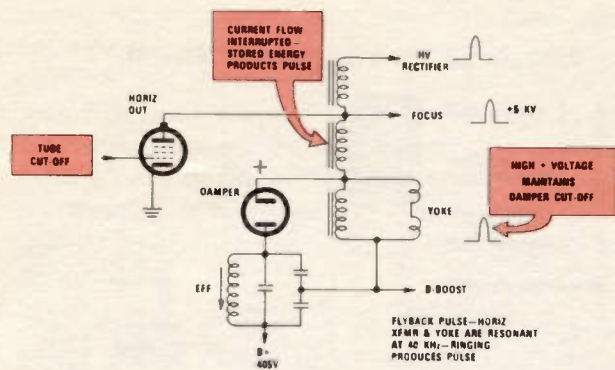 CURRENT FLOW
INTERRUPTED—
STORED ENERGY
PRODUCTS PULSE
HV
RECTIFIER
HORIZ
OUT
FOCUS
+5 KV
TUBE
CUT-OFF
HIGH + VOLTAGE
MAINTAINS
DAMPER CUT-OFF
+
DAMPER
YOKE
EFF
B-BOOST
B+
405V
FLYBACK PULSE—HORIZ
XFMR & YOKE ARE RESONANT
AT 40 KHz—RINGING
PRODUCES PULSE